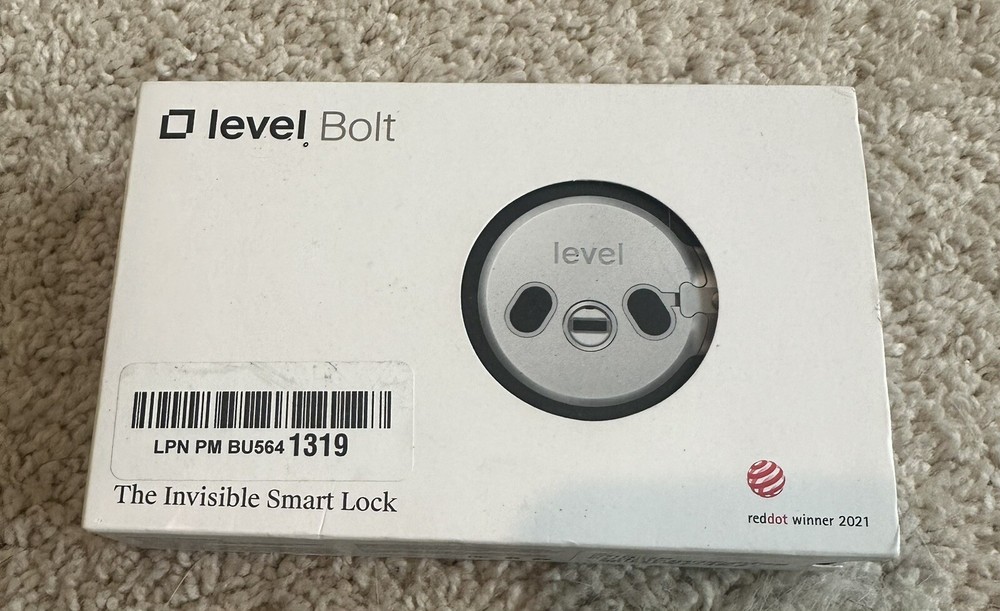 level Bolt
level
LPN PM BU564 1319
The Invisible Smart Lock
reddot winner 2021